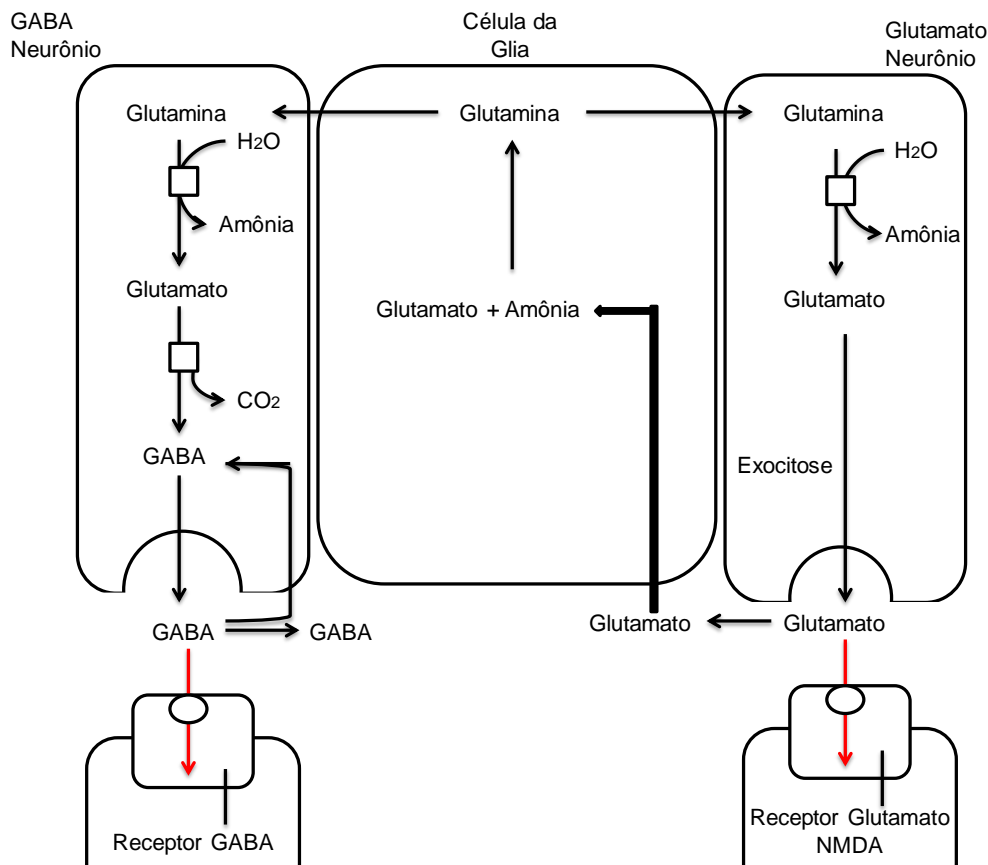 GABA
Neurônio
Célula da
Glia
Glutamato
Neurônio
Glutamina
H2O
Amônia
Glutamato
CO2
GABA
GABA
GABA
Receptor GABA
Glutamina
Glutamato + Amônia
Glutamato
Glutamina
H2O
Amônia
Glutamato
Exocitose
Glutamato
Receptor Glutamato
NMDA